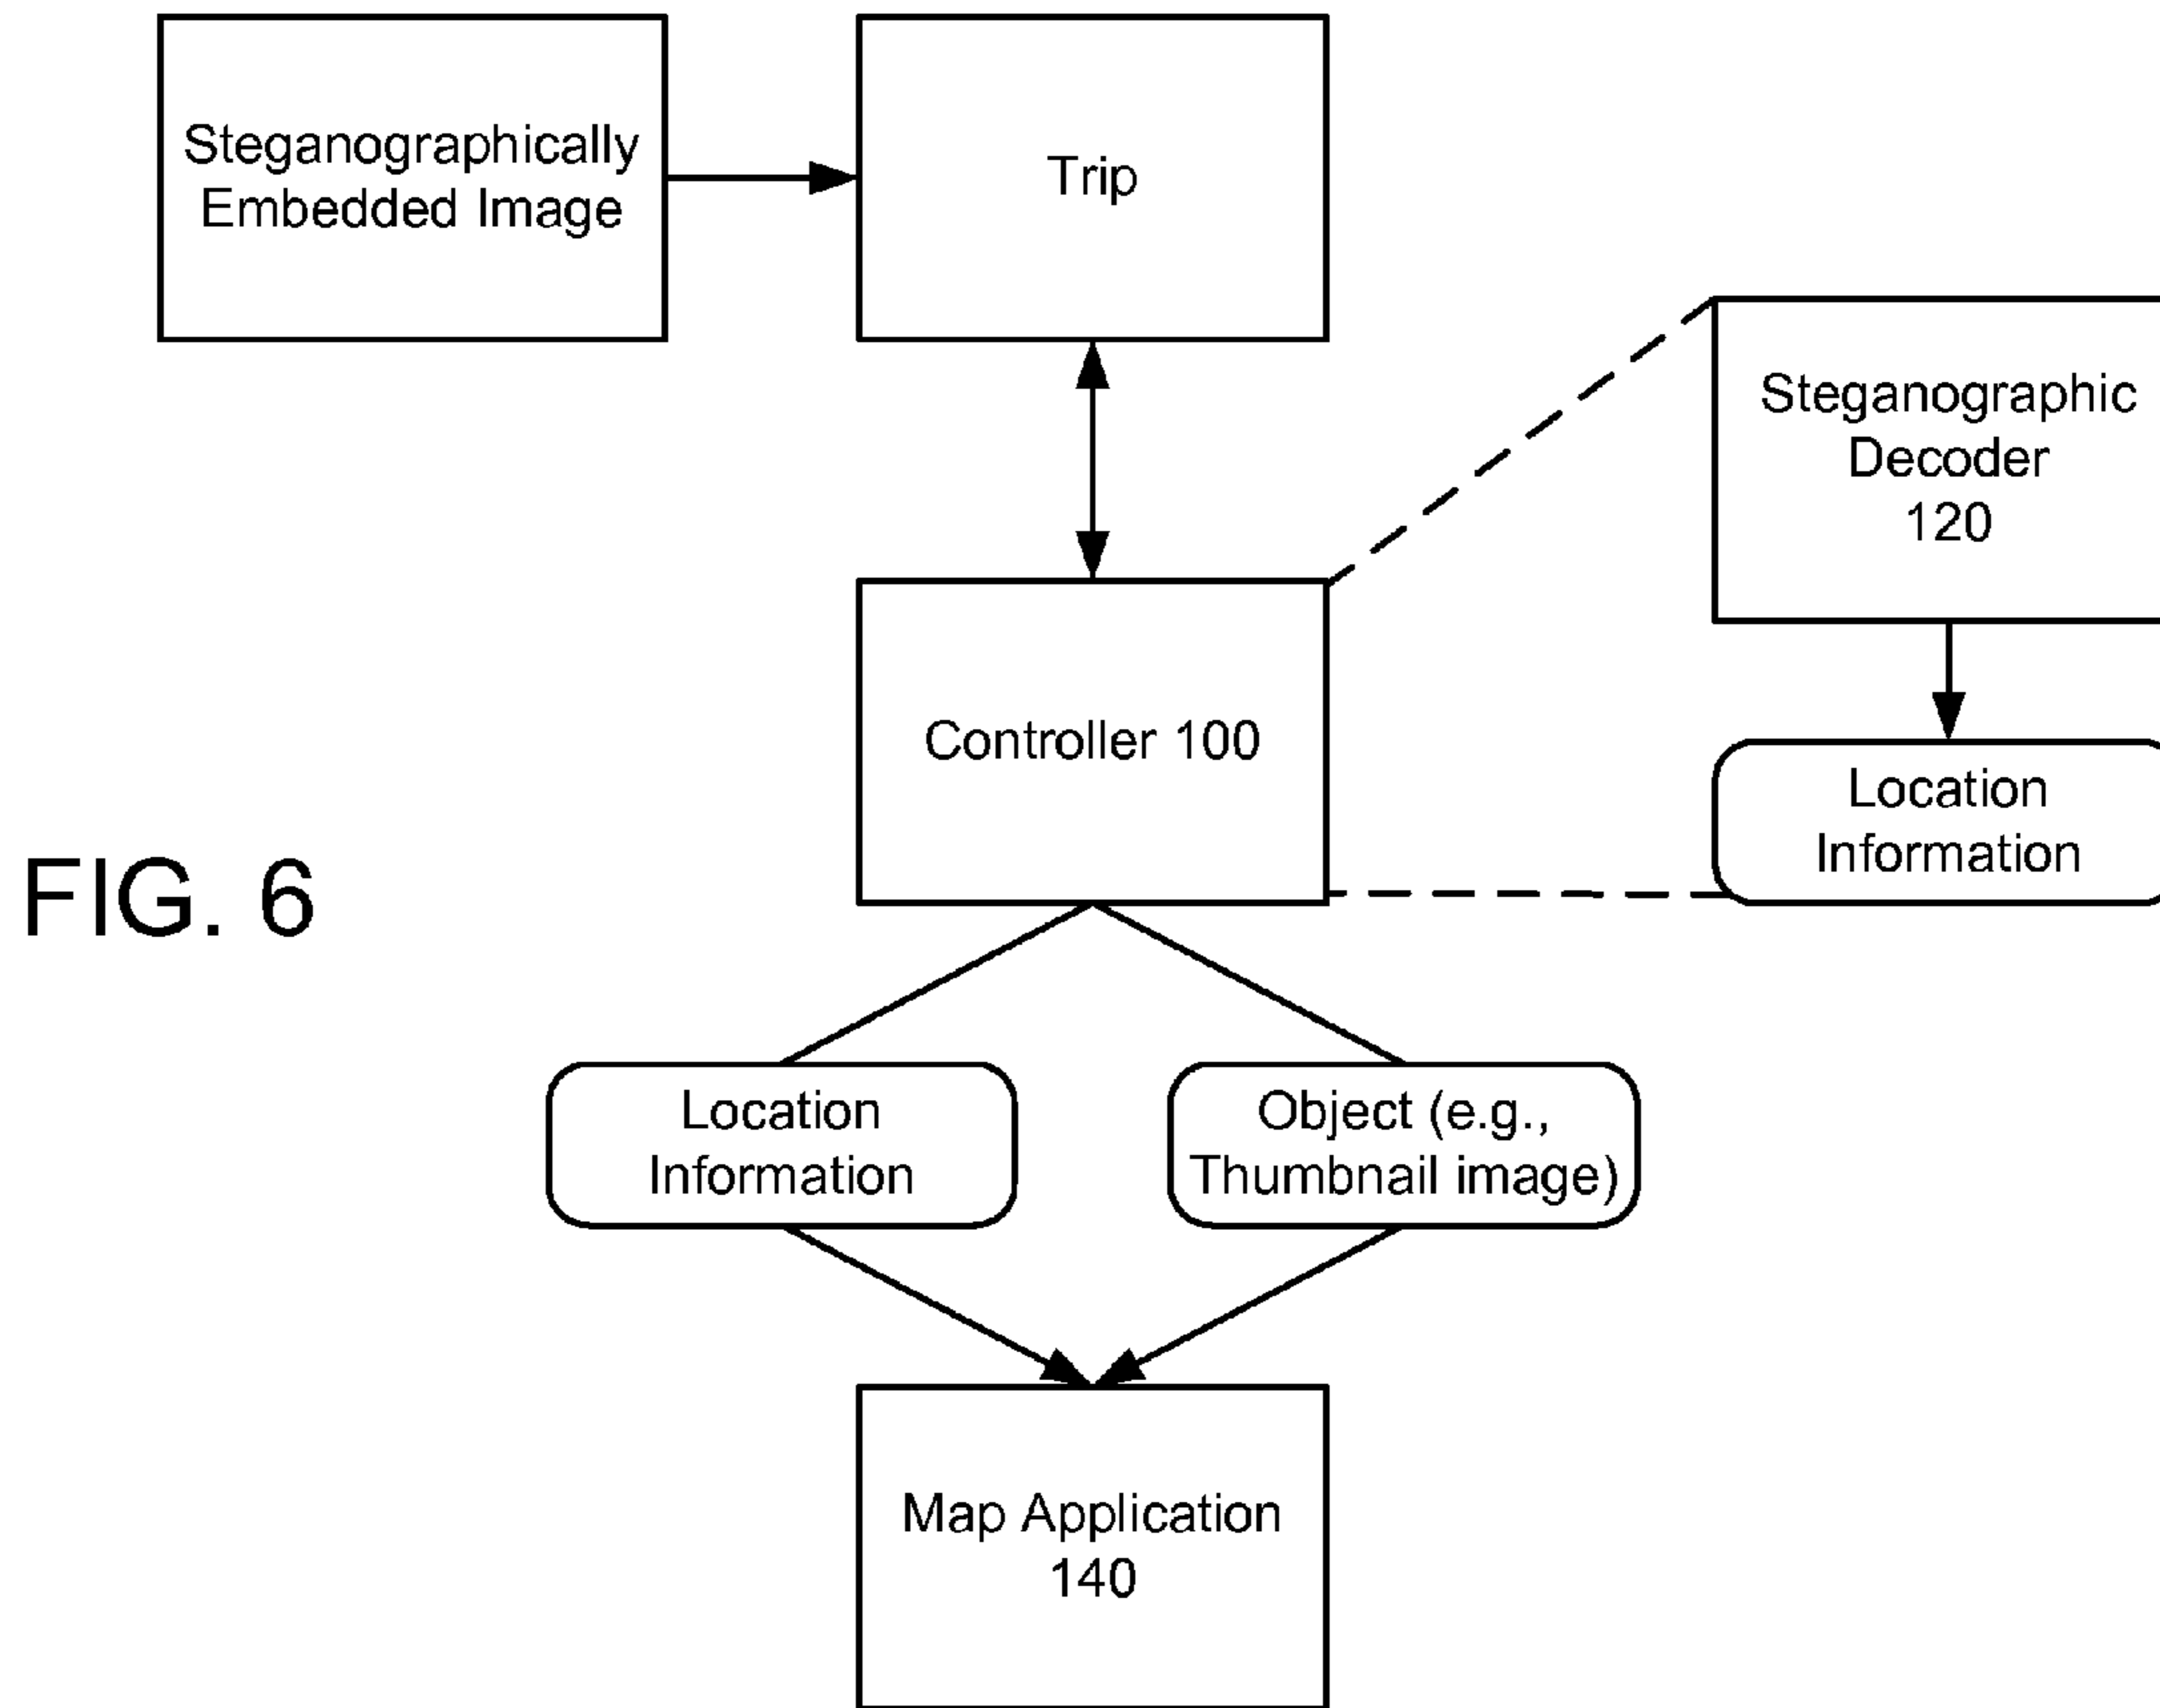 Steganographically
Embedded Image
Trip
Steganographic
Decoder
120
Controller 100
Location
Information
FIG. 6
Location
Information
Object (e.g.,
Thumbnail image)
Map Application
140